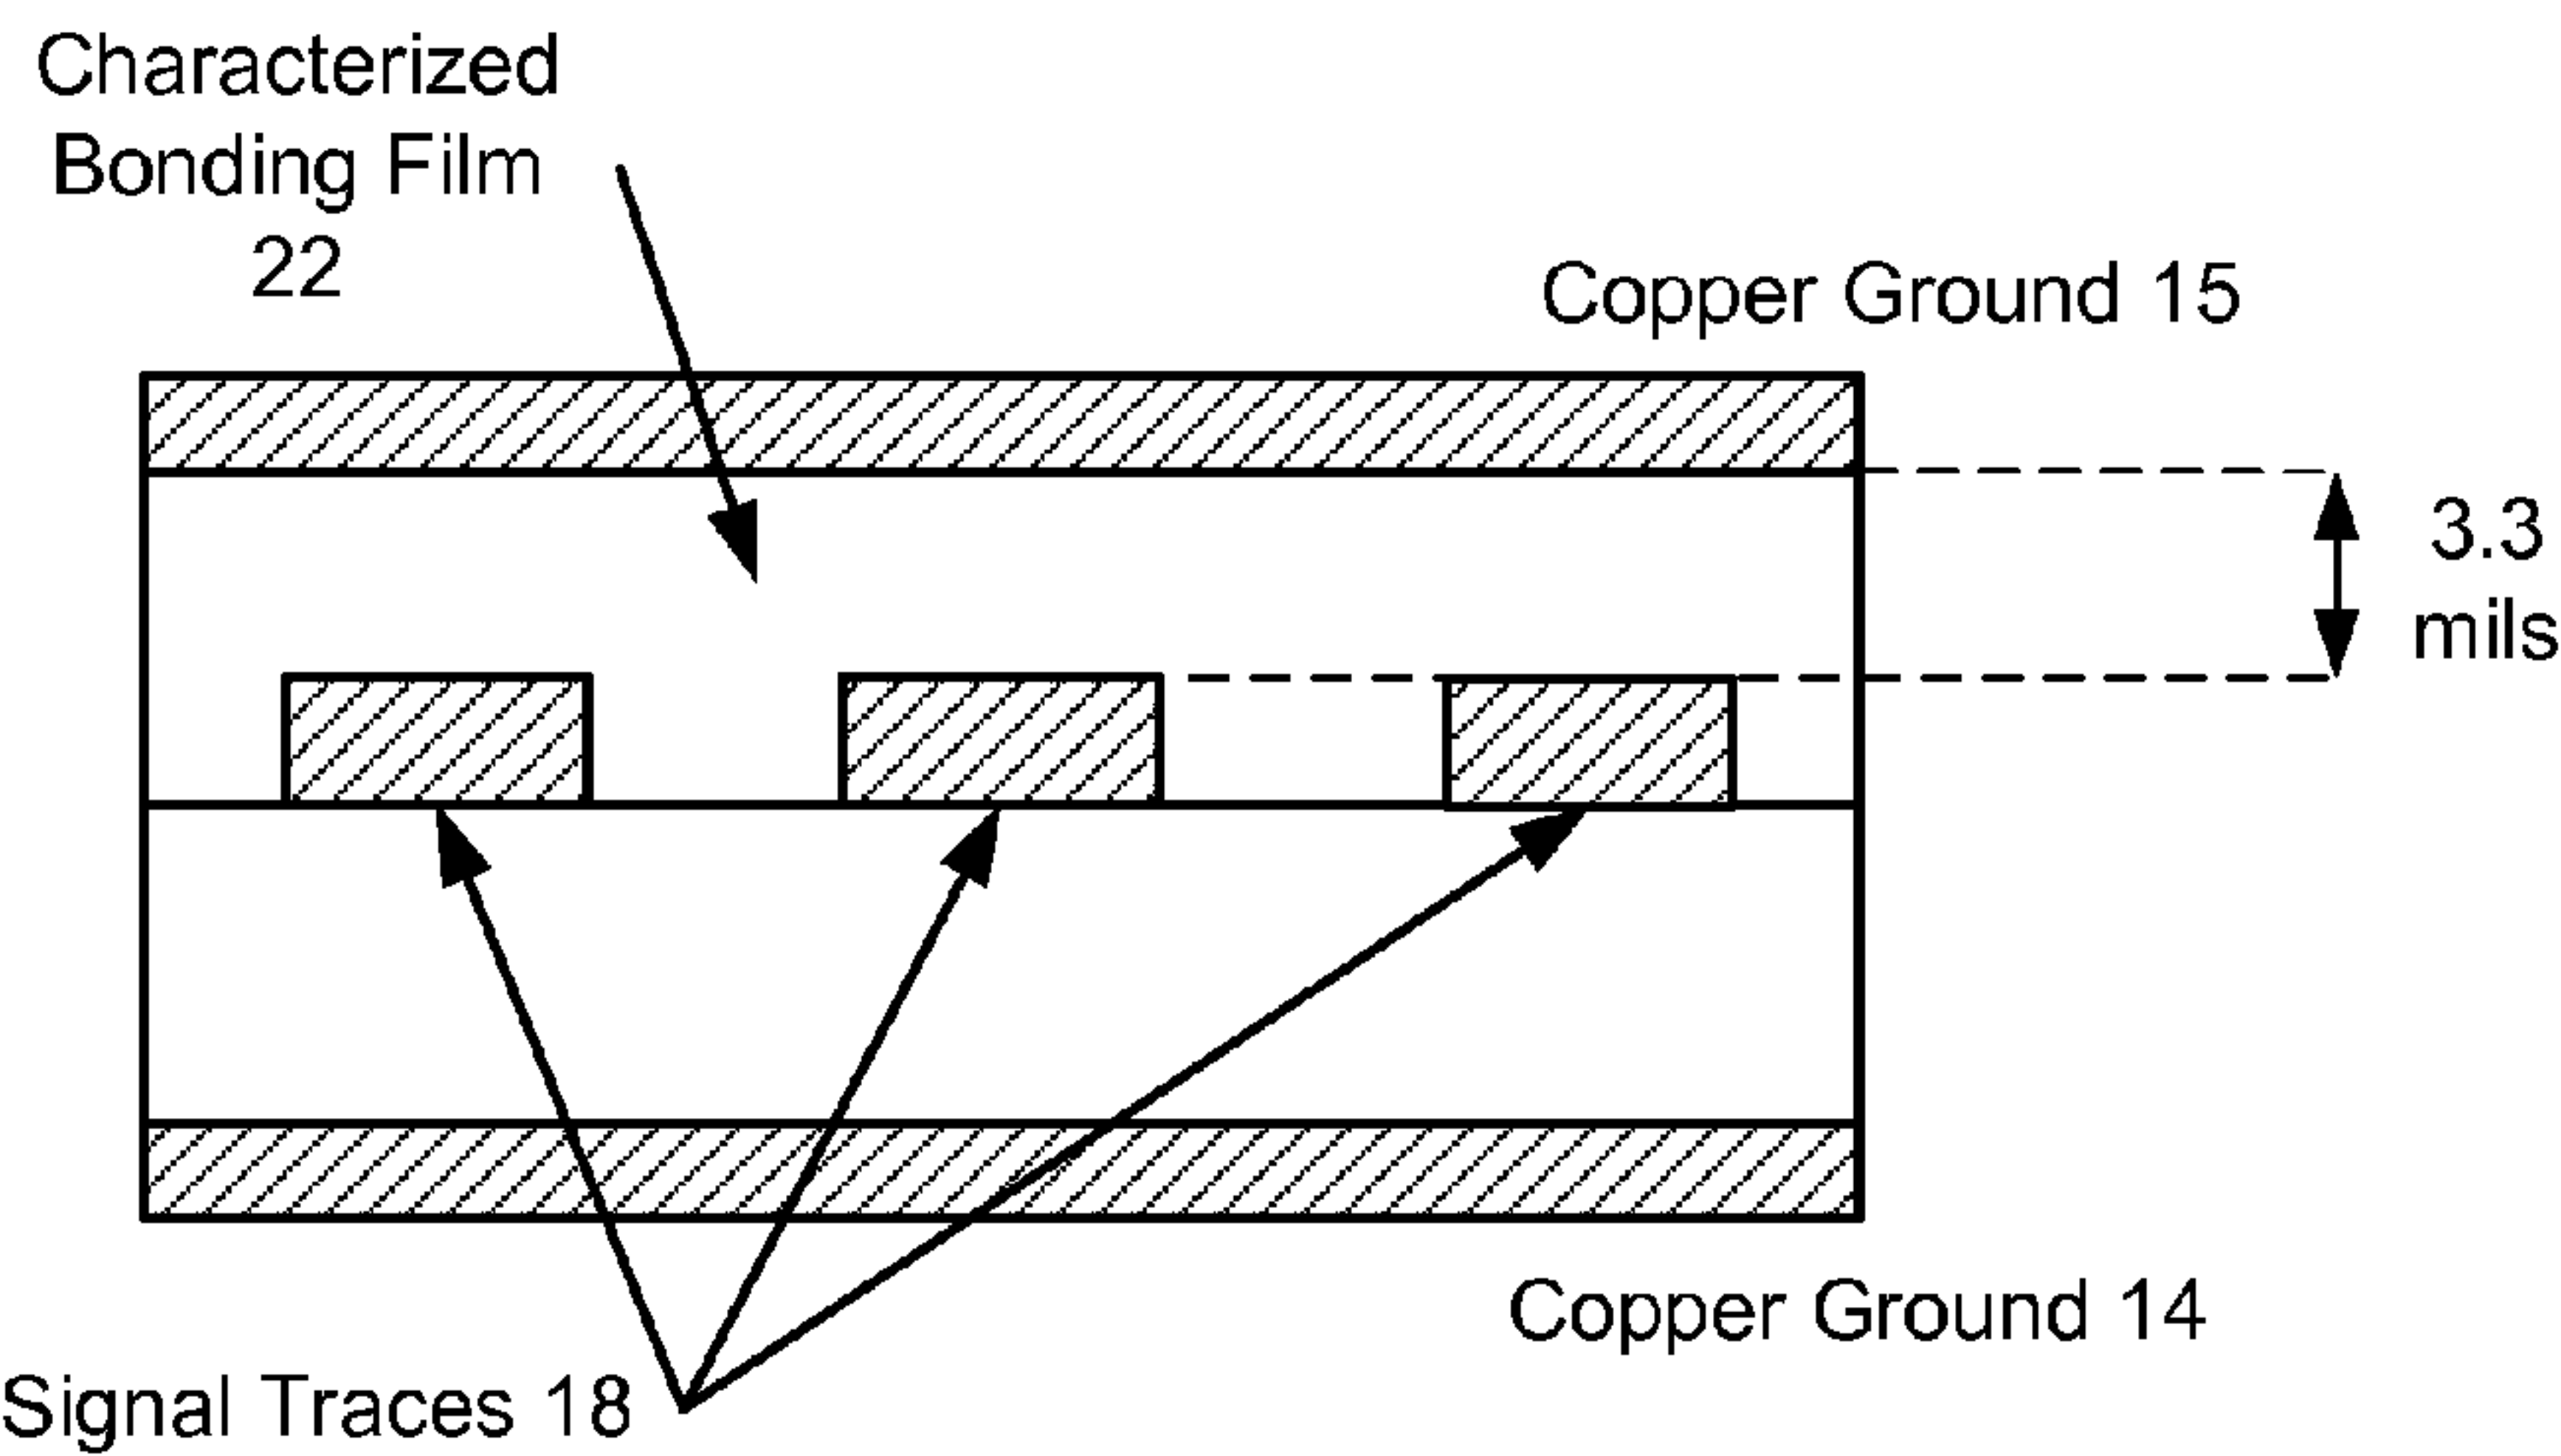 Characterized
Bonding Film
22
Copper Ground 15
3.3
mils
Copper Ground 14
Signal Traces 18